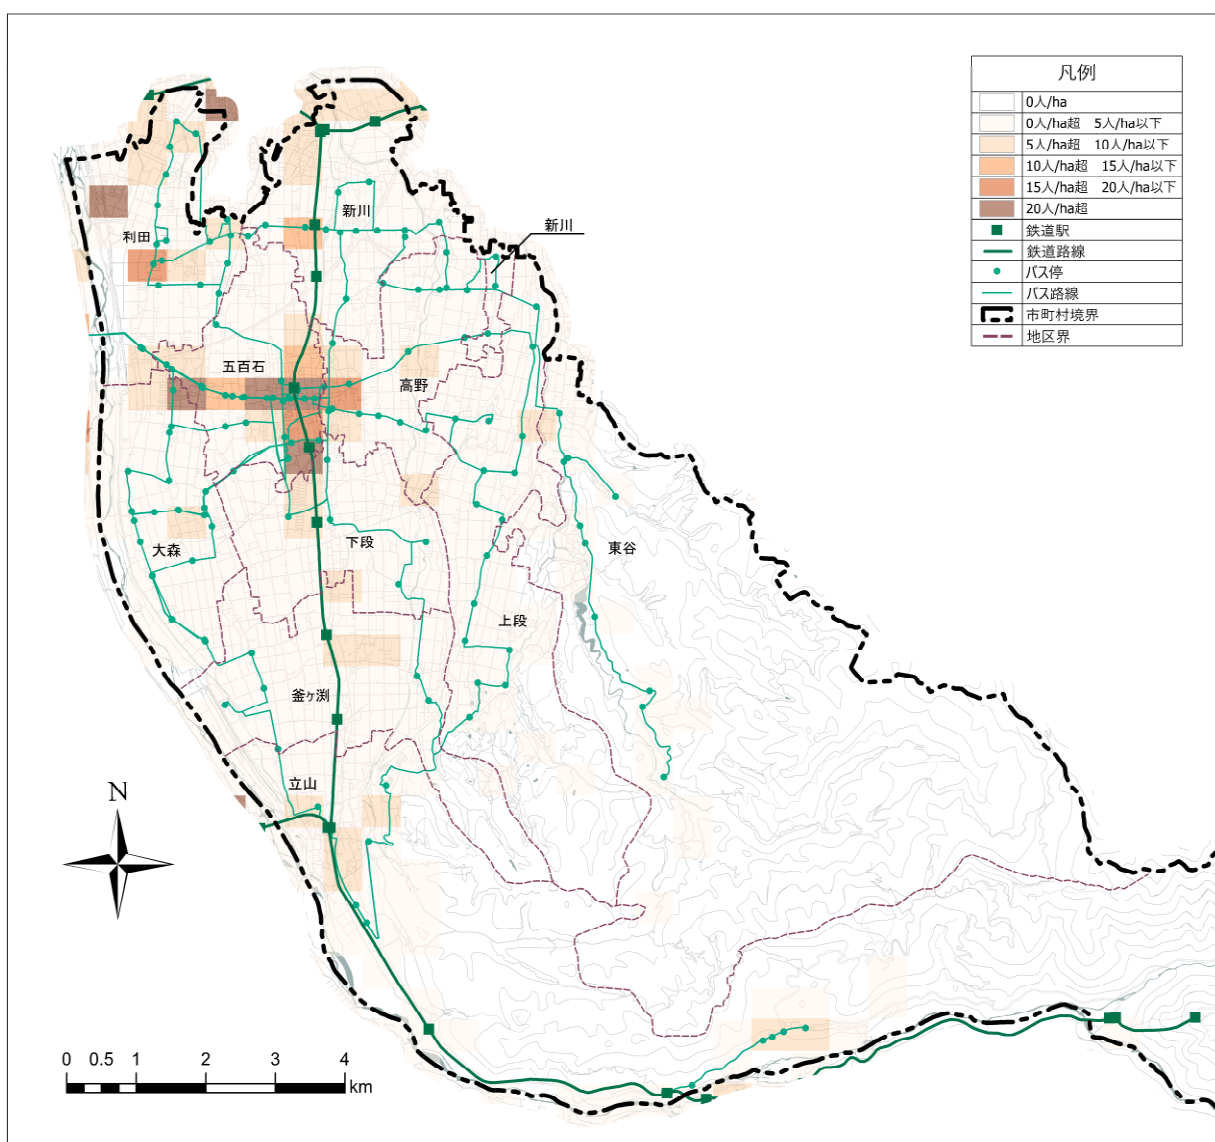 凡例
0人/ha
0人/ha超 5人/ha以下
5人/ha超 10人/ha以下
10人/ha超 15人/ha以下
15人/ha超 20人/ha以下
20人/ha超
鉄道駅
鉄道路線
バス停
バス路線
市町村境界
地区界
新川
新川
利田
五百石
高野
大森
下段
東谷
上段
釜ヶ渕
立山
N
0 0.5 1 2 3 4
km